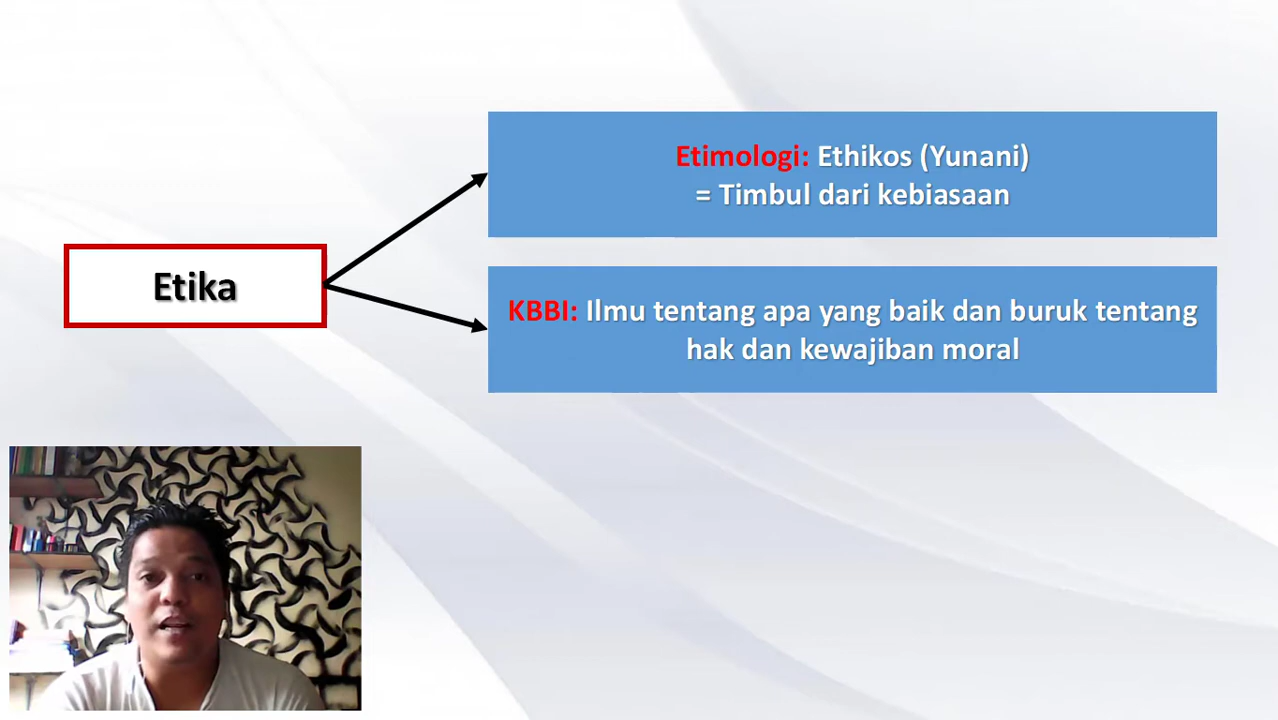 Etika
Etimologi: Ethikos (Yunani)
= Timbul dari kebiasaan
KBBI: Ilmu tentang apa yang baik dan buruk tentang
hak dan kewajiban moral